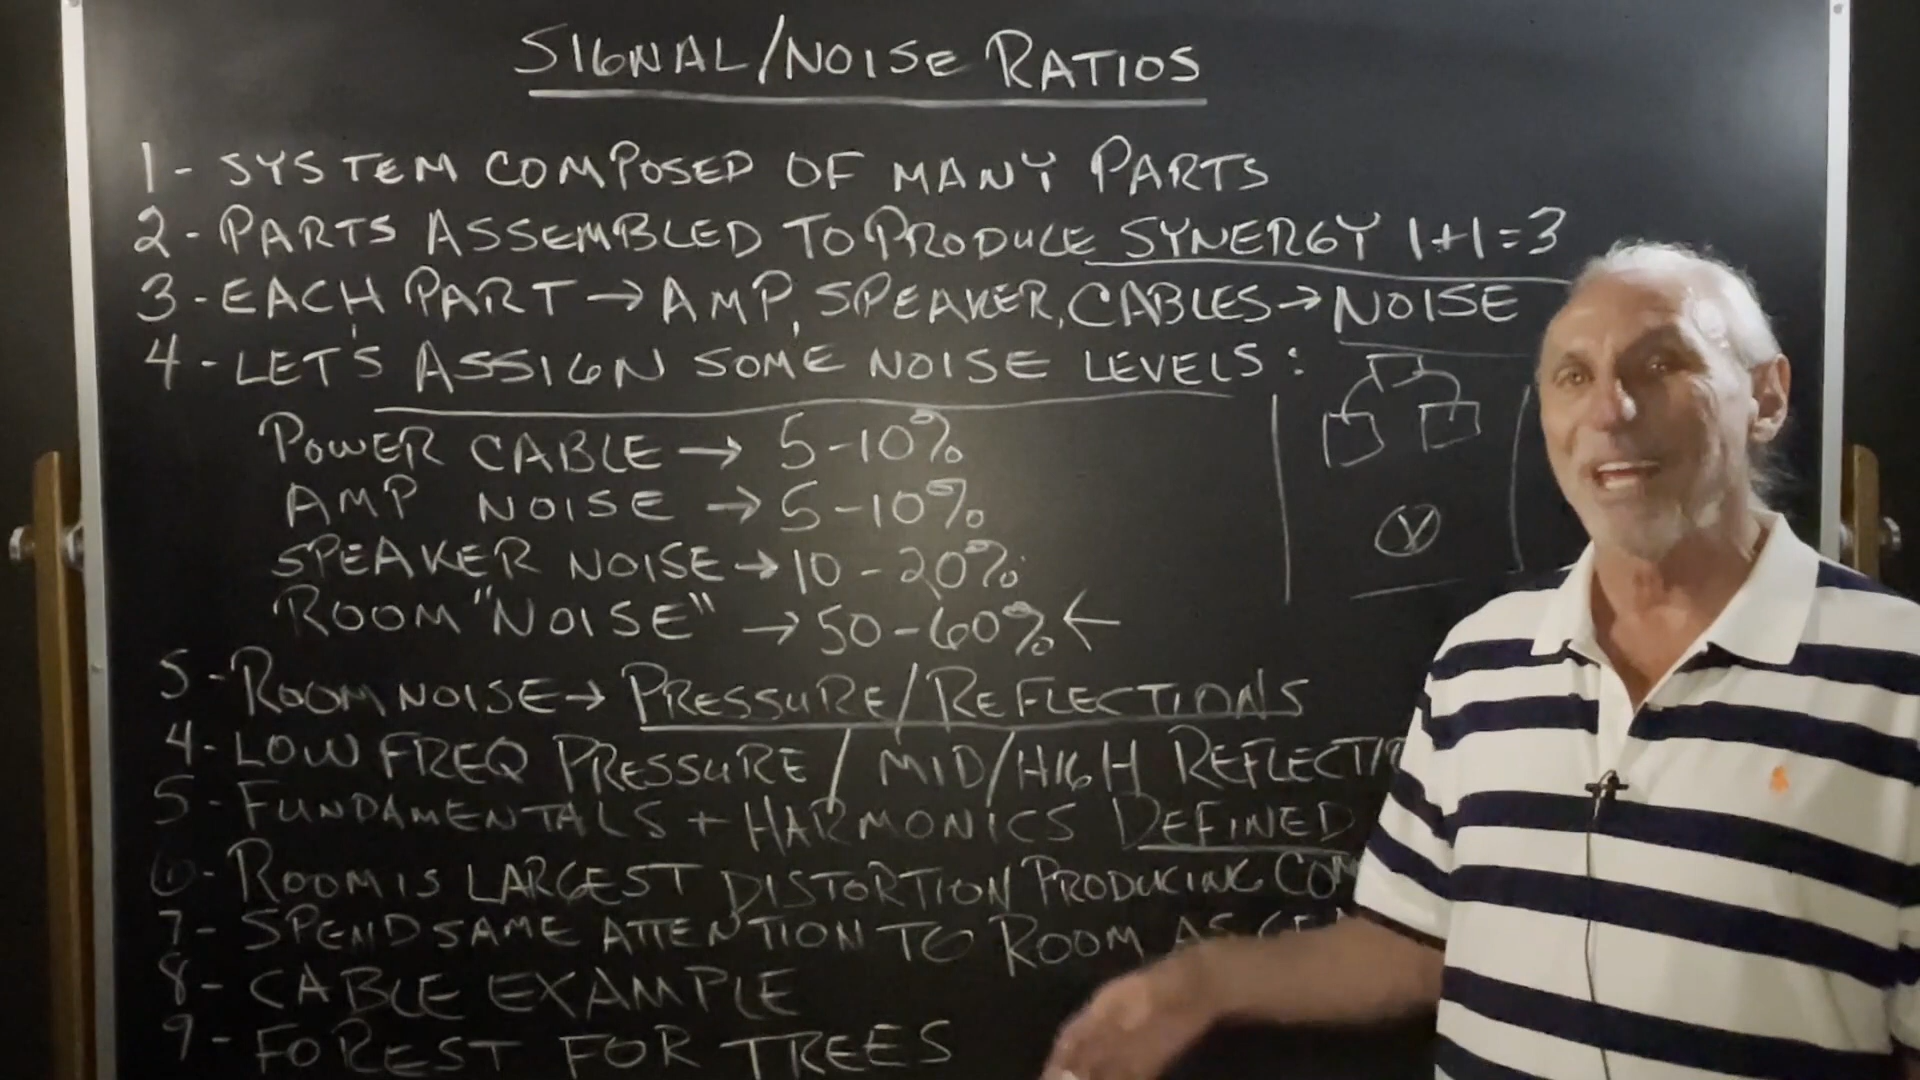 SIGNAL/NOISE RATIOS
1- SYSTEM COMPOSED OF MANY PARTS
2- PARTS ASSEMBLED TO PRODUCE SYNERGY 1+1=3
3- EACH PART → AMP, SPEAKER, CABLES → NOISE
4- LET'S ASSIGN SOME NOISE LEVELS:
POWER CABLE → 5-10%
AMP NOISE → 5-10%
SPEAKER NOISE → 10-20%
ROOM "NOISE" → 50-60% ←
5- ROOM NOISE → PRESSURE/REFLECTIONS
4- LOW FREQ PRESSURE / MID/HIGH
5- FUNDAMENTALS + HARMONICS DEFINED
6- ROOM IS LARGEST DISTORTION PRODUCING
7- SPEND SAME ATTENTION TO ROOM AS
8- CABLE EXAMPLE
9- FOREST FOR TREES